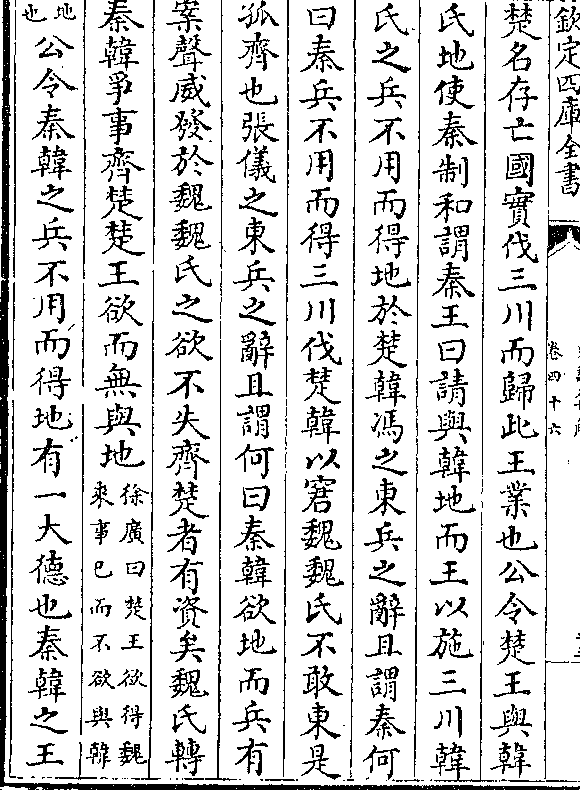 欽定四庫全書
卷四十六
楚名存亡國實伐三川而歸此王業也公令楚王與韓
氏地使秦制和謂秦王曰請與韓地而王以施三川韓
氏之兵不用而得地於楚韓馮之東兵之辭且謂秦何
曰秦兵不用而得三川伐楚韓以窘魏魏氏不敢東是
孤齊也張儀之東兵之辭且謂何曰秦韓欲地而兵有
案聲威發於魏魏氏之欲不失齊楚者有資矣魏氏轉
秦韓爭事齊楚楚王欲而無與地
徐廣曰楚王欲得魏
來事已而不欲與韓
地
也
公令秦韓之兵不用而得地有一大德也秦韓之王